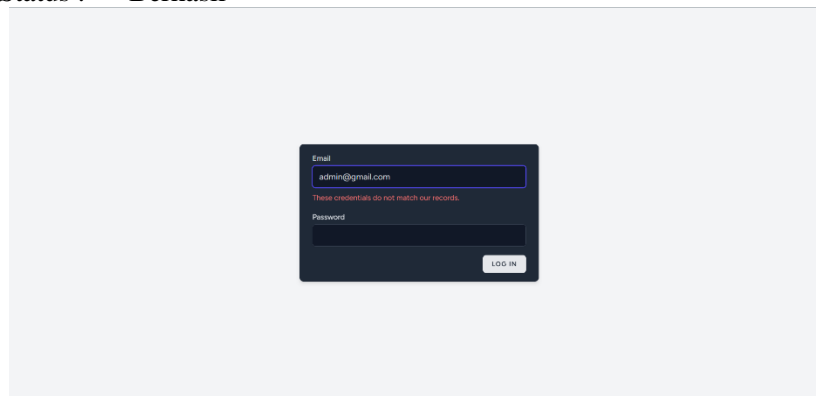 Email
admin@gmail.com
These credentials do not match our records.
Password
LOG IN